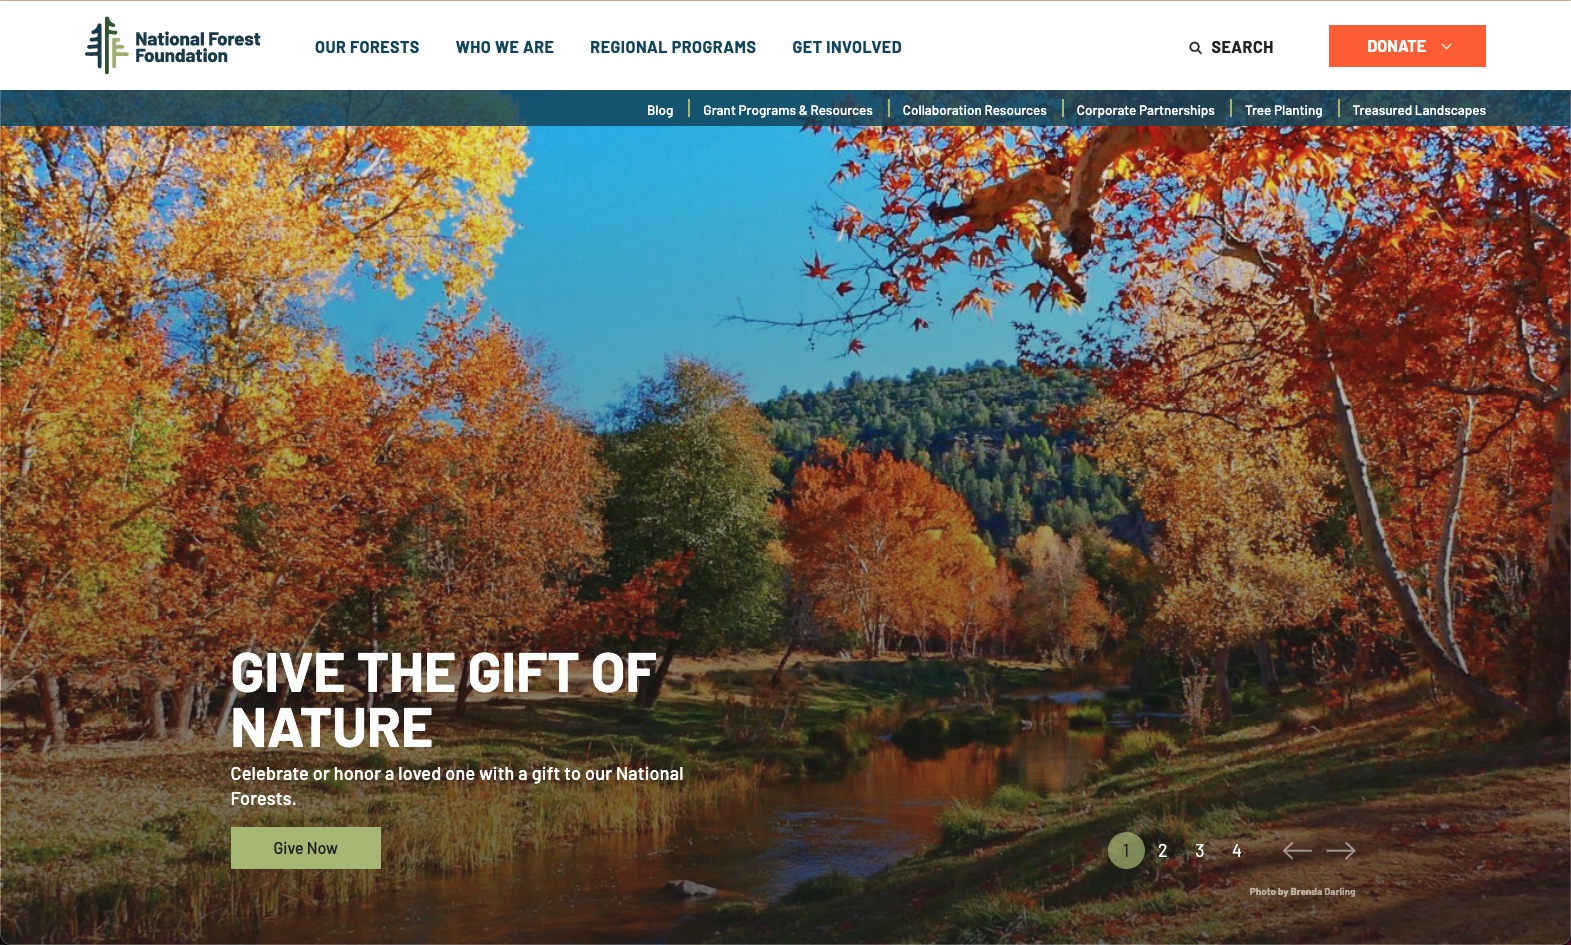 National Forest
Foundation
OUR FORESTS WHO WE ARE REGIONAL PROGRAMS GET INVOLVED SEARCH DONATE
Blog Grant Programs & Resources Collaboration Resources Corporate Partnerships Tree Planting Treasured Landscapes
GIVE THE GIFT OF
NATURE
Celebrate or honor a loved one with a gift to our National
Forests.
Give Now
1 2 3 4
Photo by Brenda Darling